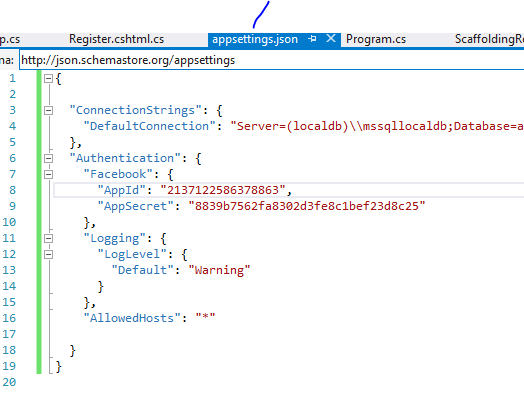 p.cs Register.cshtml.cs appsettings.json Program.cs ScaffoldingRe
ma: http://json.schemastore.org/appsettings
1 {
2
3 "ConnectionStrings": {
4 "DefaultConnection": "Server=(localdb)\\mssqllocaldb;Database=a
5 },
6 "Authentication": {
7 "Facebook": {
8 "AppId": "2137122586378863",
9 "AppSecret": "8839b7562fa8302d3fe8c1bef23d8c25"
10 },
11 "Logging": {
12 "LogLevel": {
13 "Default": "Warning"
14 }
15 },
16 "AllowedHosts": "*"
17
18 }
19 }
20